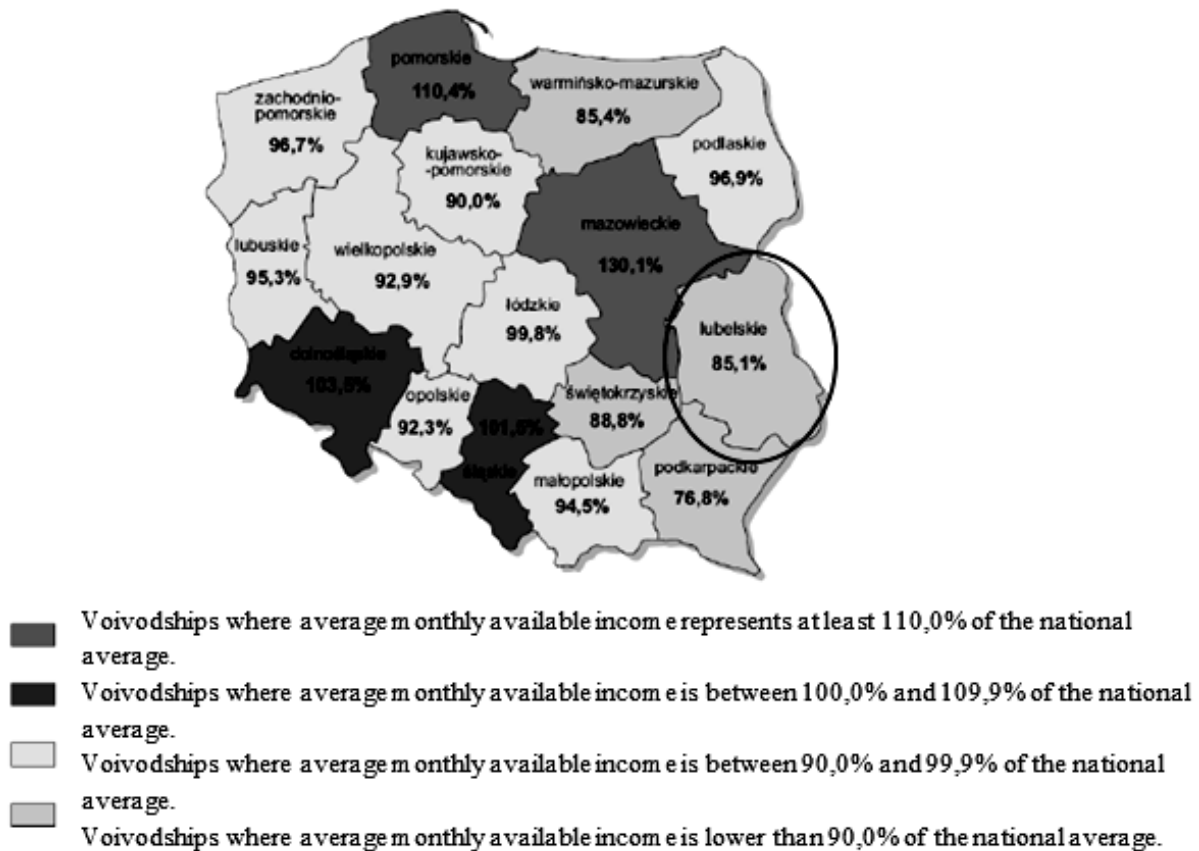 pomorskie
110,4%
warmińsko-mazurskie
85,4%
zachodnio-
pomorskie
96,7%
kujawsko-
-pomorskie
90,0%
podlaskie
96,9%
mazowieckie
130,1%
lubuskie
95,3%
wielkopolskie
92,9%
łódzkie
99,8%
lubelskie
85,1%
dolnośląskie
103,5%
opolskie
92,3%
101,5%
śląskie
świętokrzyskie
88,8%
małopolskie
94,5%
podkarpackie
76,8%
Voivodships where average monthly available income represents at least 110,0% of the national
average.
Voivodships where average monthly available income is between 100,0% and 109,9% of the national
average.
Voivodships where average monthly available income is between 90,0% and 99,9% of the national
average.
Voivodships where average monthly available income is lower than 90,0% of the national average.